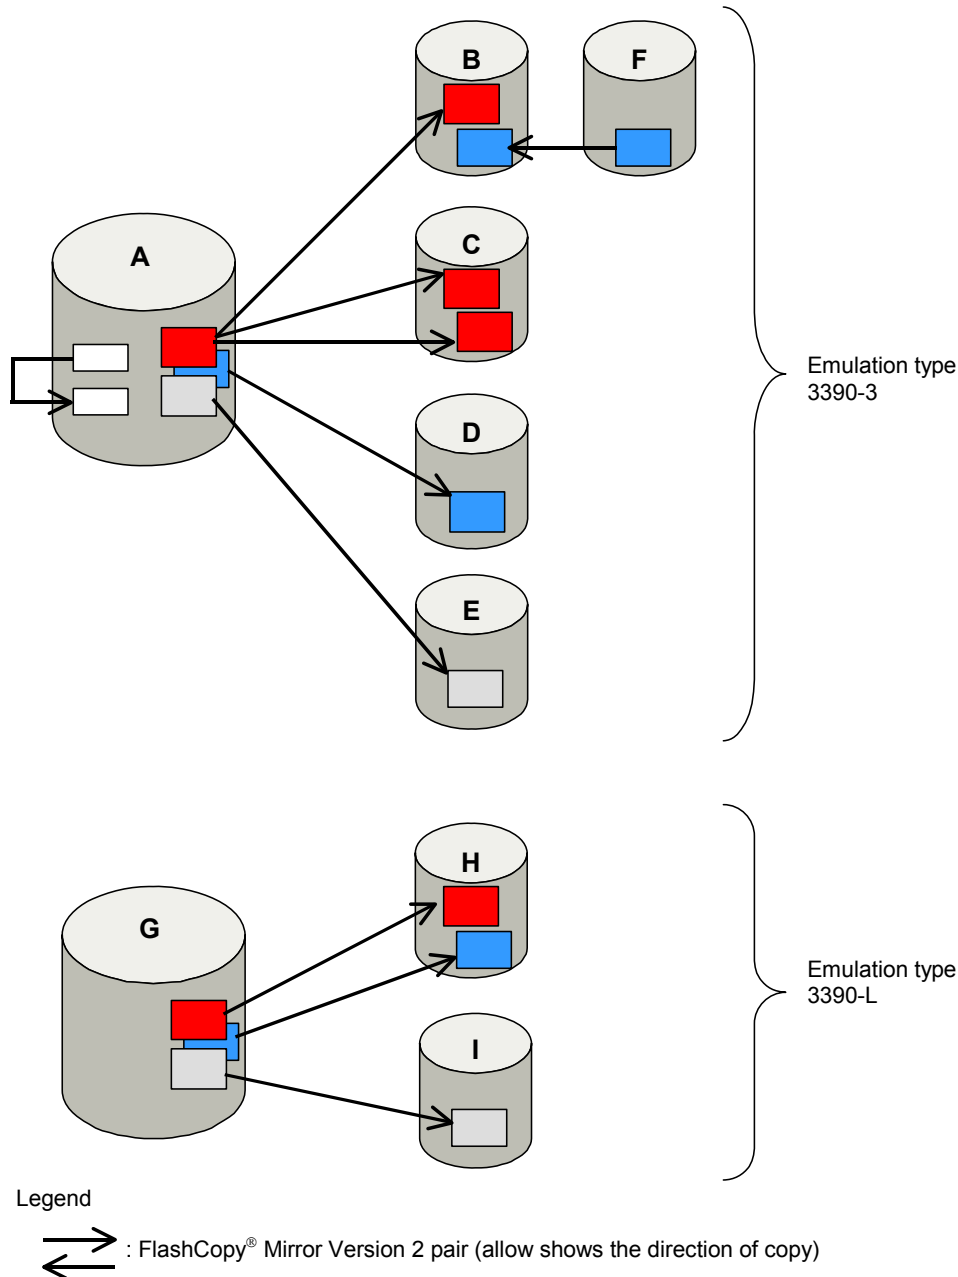 B
F
A
C
D
E
Emulation type
3390-3
G
H
I
Emulation type
3390-L
Legend
: FlashCopy® Mirror Version 2 pair (allow shows the direction of copy)